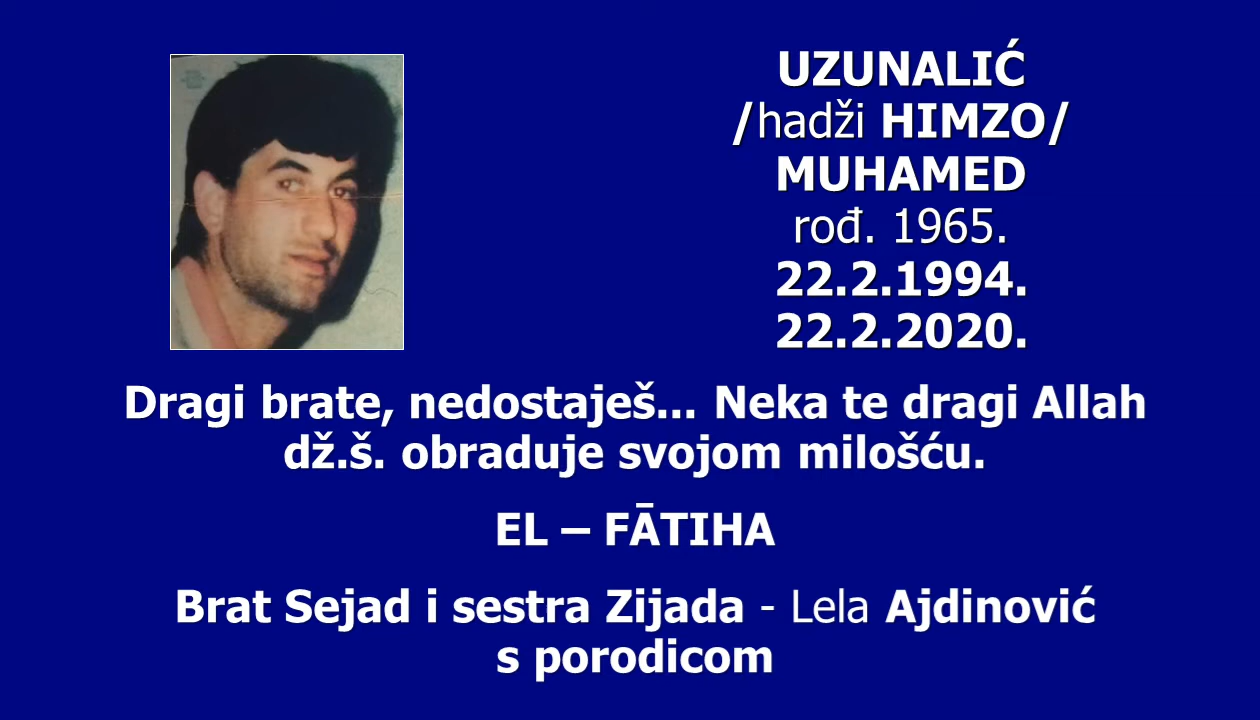 UZUNALIĆ
/hadži HIMZO/
MUHAMED
rođ. 1965.
22.2.1994.
22.2.2020.
Dragi brate, nedostaješ... Neka te dragi Allah
dž.š. obraduje svojom milošću.
EL – FĀTIHA
Brat Sejad i sestra Zijada - Lela Ajdinović
s porodicom